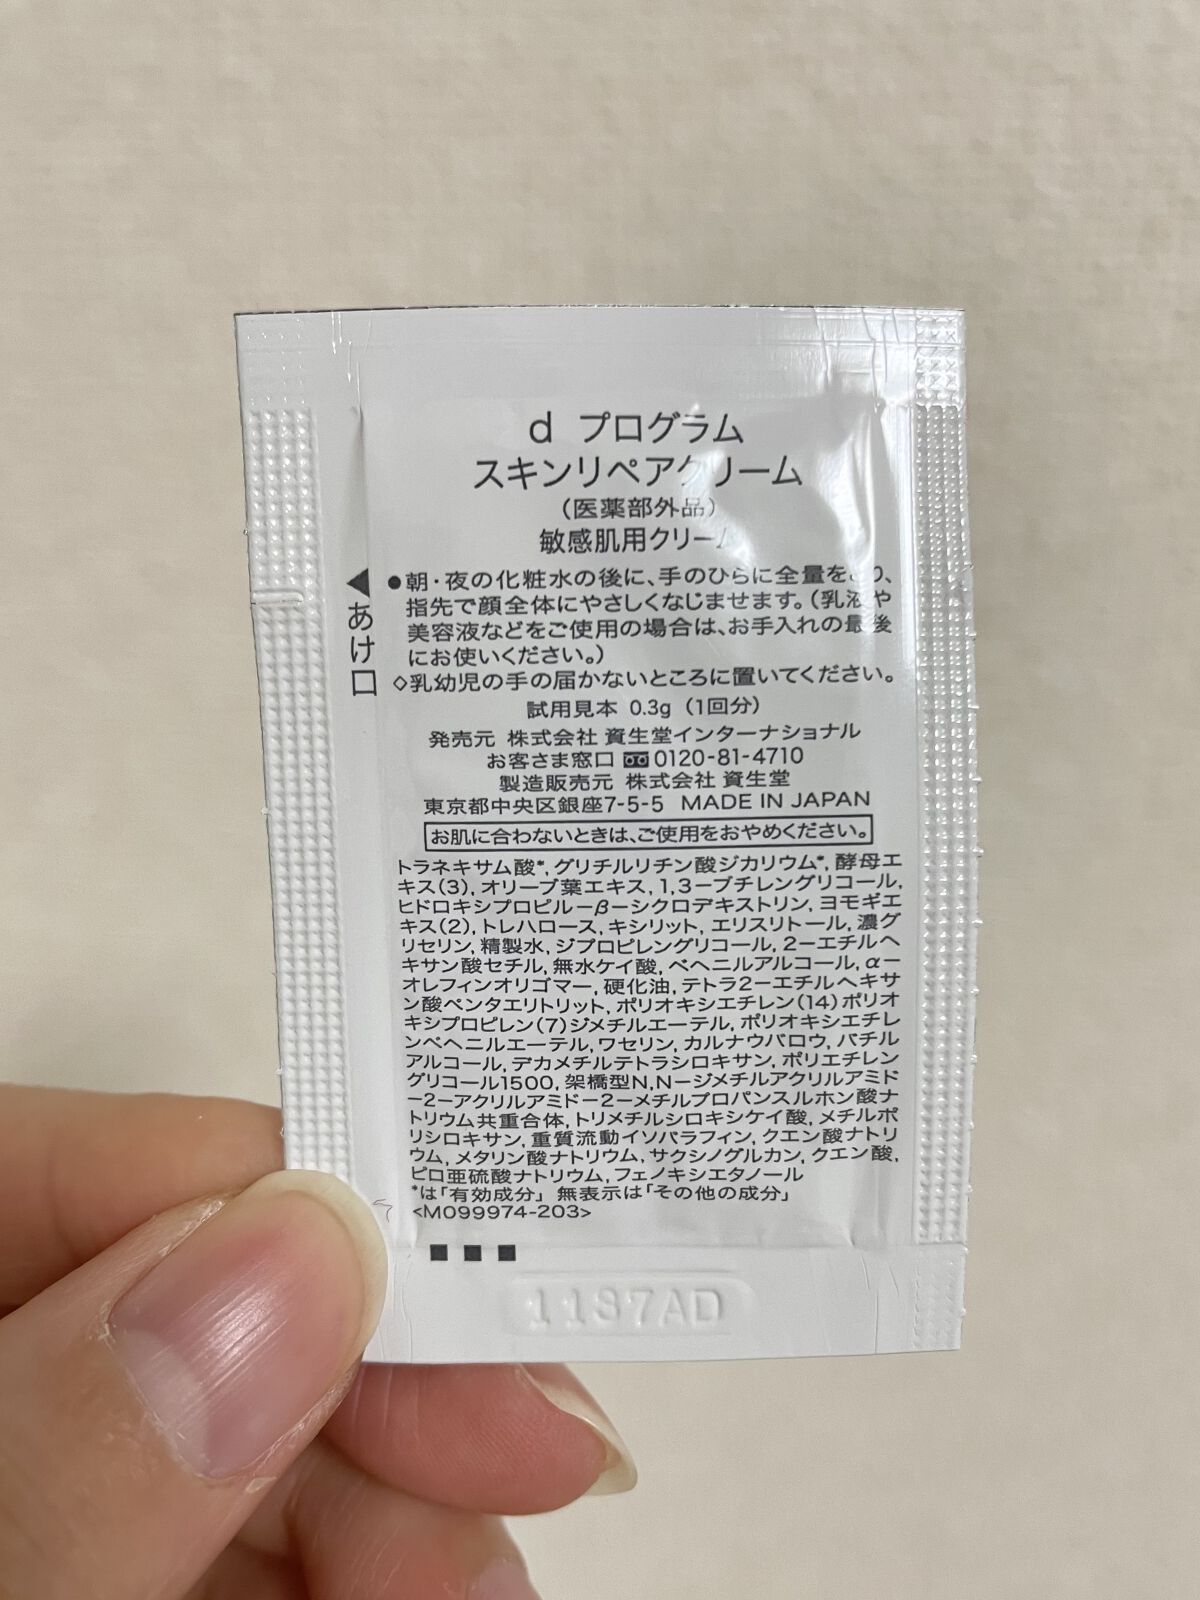 d プログラム
スキンリペアクリーム
（医薬部外品）
敏感肌用クリーム
◀あけ口
●朝・夜の化粧水の後に、手のひらに全量をとり、
指先で顔全体にやさしくなじませます。（乳液や
美容液などをご使用の場合は、お手入れの最後
にお使いください。）
◇乳幼児の手の届かないところに置いてください。
試用見本 0.3g（1回分）
発売元 株式会社 資生堂インターナショナル
お客さま窓口 0120-81-4710
製造販売元 株式会社 資生堂
東京都中央区銀座7-5-5 MADE IN JAPAN
お肌に合わないときは、ご使用をおやめください。
トラネキサム酸*, グリチルリチン酸ジカリウム*, 酵母エ
キス(3), オリーブ葉エキス, 1,3－ブチレングリコール,
ヒドロキシプロピル－β－シクロデキストリン, ヨモギエ
キス(2), トレハロース, キシリット, エリスリトール, 濃グ
リセリン, 精製水, ジプロピレングリコール, 2－エチルヘ
キサン酸セチル, 無水ケイ酸, ベヘニルアルコール, α－
オレフィンオリゴマー, 硬化油, テトラ2－エチルヘキサ
ン酸ペンタエリトリット, ポリオキシエチレン(14)ポリオ
キシプロピレン(7)ジメチルエーテル, ポリオキシエチレ
ンベヘニルエーテル, ワセリン, カルナウバロウ, バチル
アルコール, デカメチルテトラシロキサン, ポリエチレン
グリコール1500, 架橋型N,N－ジメチルアクリルアミド
－2－アクリルアミド－2－メチルプロパンスルホン酸ナ
トリウム共重合体, トリメチルシロキシケイ酸, メチルポ
リシロキサン, 重質流動イソパラフィン, クエン酸ナトリ
ウム, メタリン酸ナトリウム, サクシノグルカン, クエン酸,
ピロ亜硫酸ナトリウム, フェノキシエタノール
*は「有効成分」 無表示は「その他の成分」
<M099974-203>
1187AD